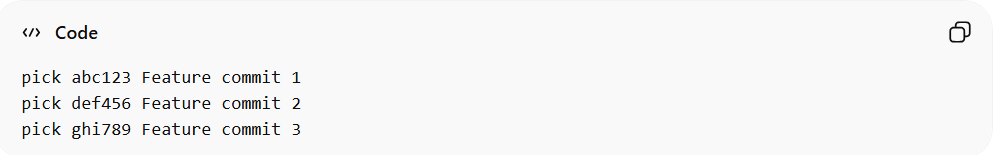 Code
pick abc123 Feature commit 1
pick def456 Feature commit 2
pick ghi789 Feature commit 3